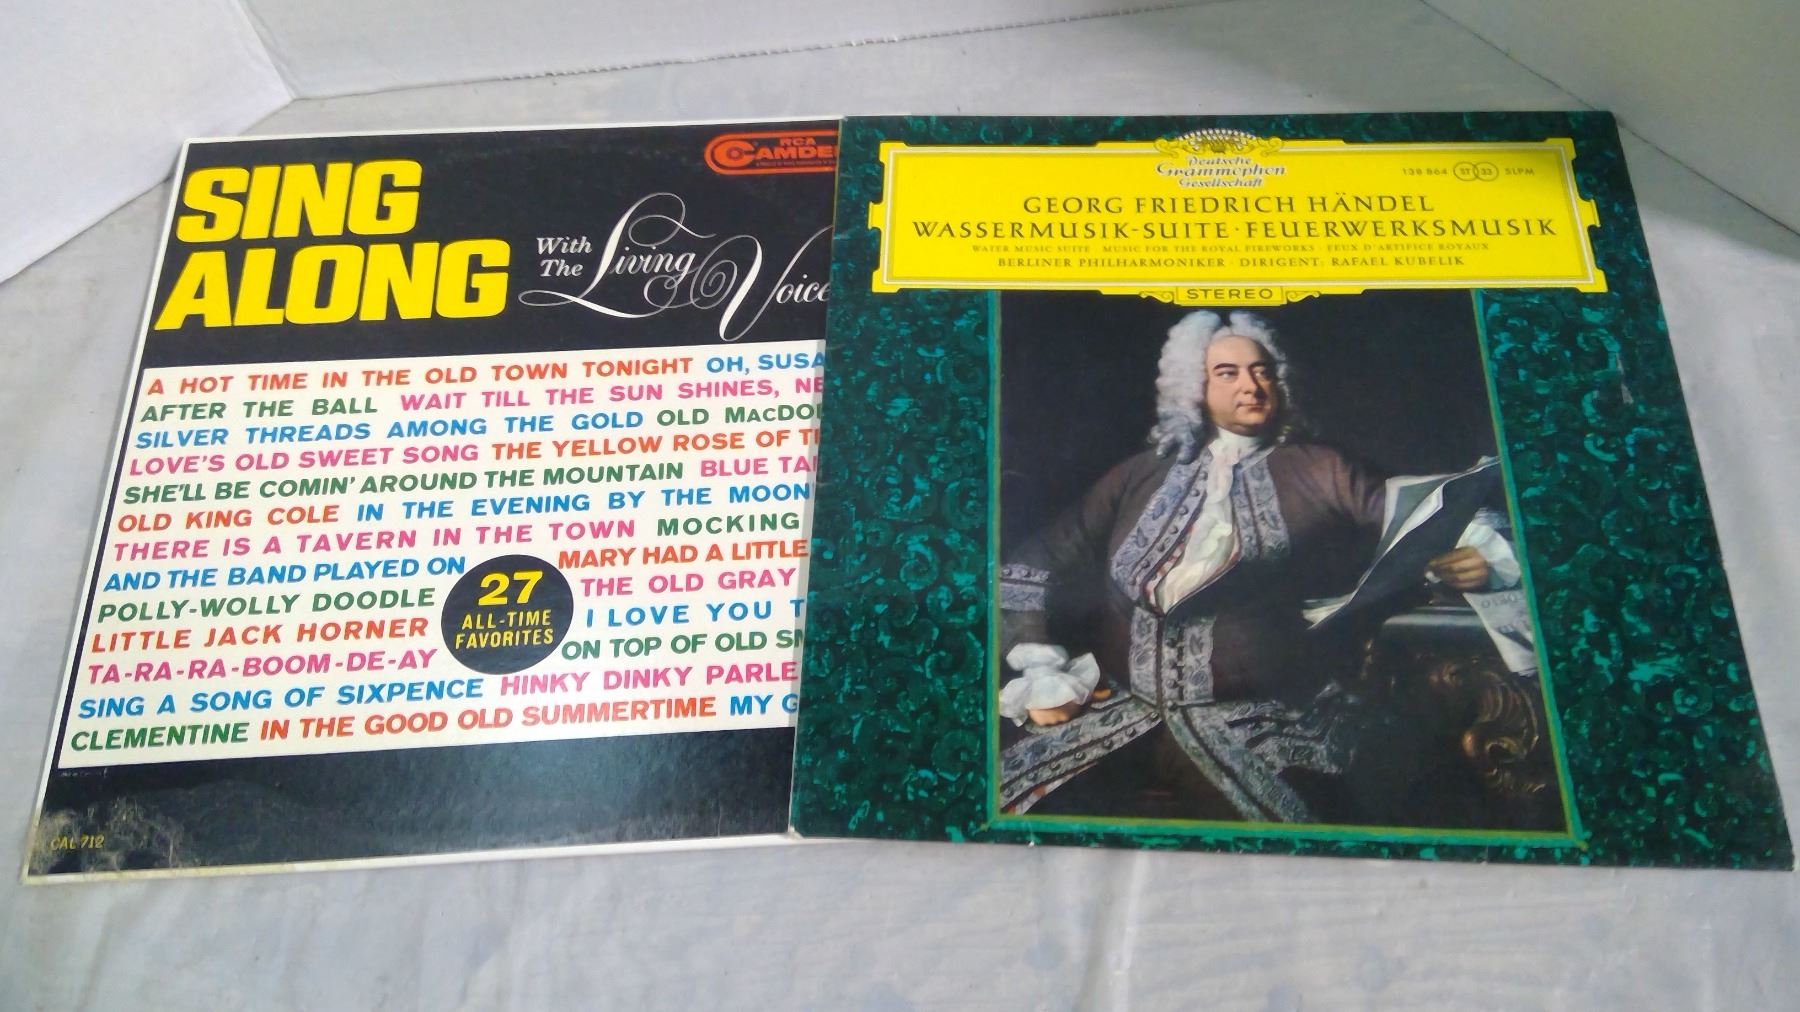 SING
ALONG
With
The Living Voice
RCA
CAMDE
A HOT TIME IN THE OLD TOWN TONIGHT OH, SUSA
AFTER THE BALL WAIT TILL THE SUN SHINES, NE
SILVER THREADS AMONG THE GOLD OLD MACDO
LOVE'S OLD SWEET SONG THE YELLOW ROSE OF T
SHE'LL BE COMIN' AROUND THE MOUNTAIN BLUE TA
OLD KING COLE IN THE EVENING BY THE MOON
THERE IS A TAVERN IN THE TOWN MOCKING
AND THE BAND PLAYED ON MARY HAD A LITTLE
POLLY-WOLLY DOODLE THE OLD GRAY
LITTLE JACK HORNER I LOVE YOU T
TA-RA-RA-BOOM-DE-AY ON TOP OF OLD SM
27
ALL-TIME
FAVORITES
SING A SONG OF SIXPENCE HINKY DINKY PARLE
CLEMENTINE IN THE GOOD OLD SUMMERTIME MY G
CAL 712
Deutsche
Grammophon
Gesellschaft
138 864 ST 33 SLPM
GEORG FRIEDRICH HÄNDEL
WASSERMUSIK-SUITE · FEUERWERKSMUSIK
WATER MUSIC SUITE · MUSIC FOR THE ROYAL FIREWORKS · FEUX D'ARTIFICE ROYAUX
BERLINER PHILHARMONIKER · DIRIGENT: RAFAEL KUBELIK
STEREO